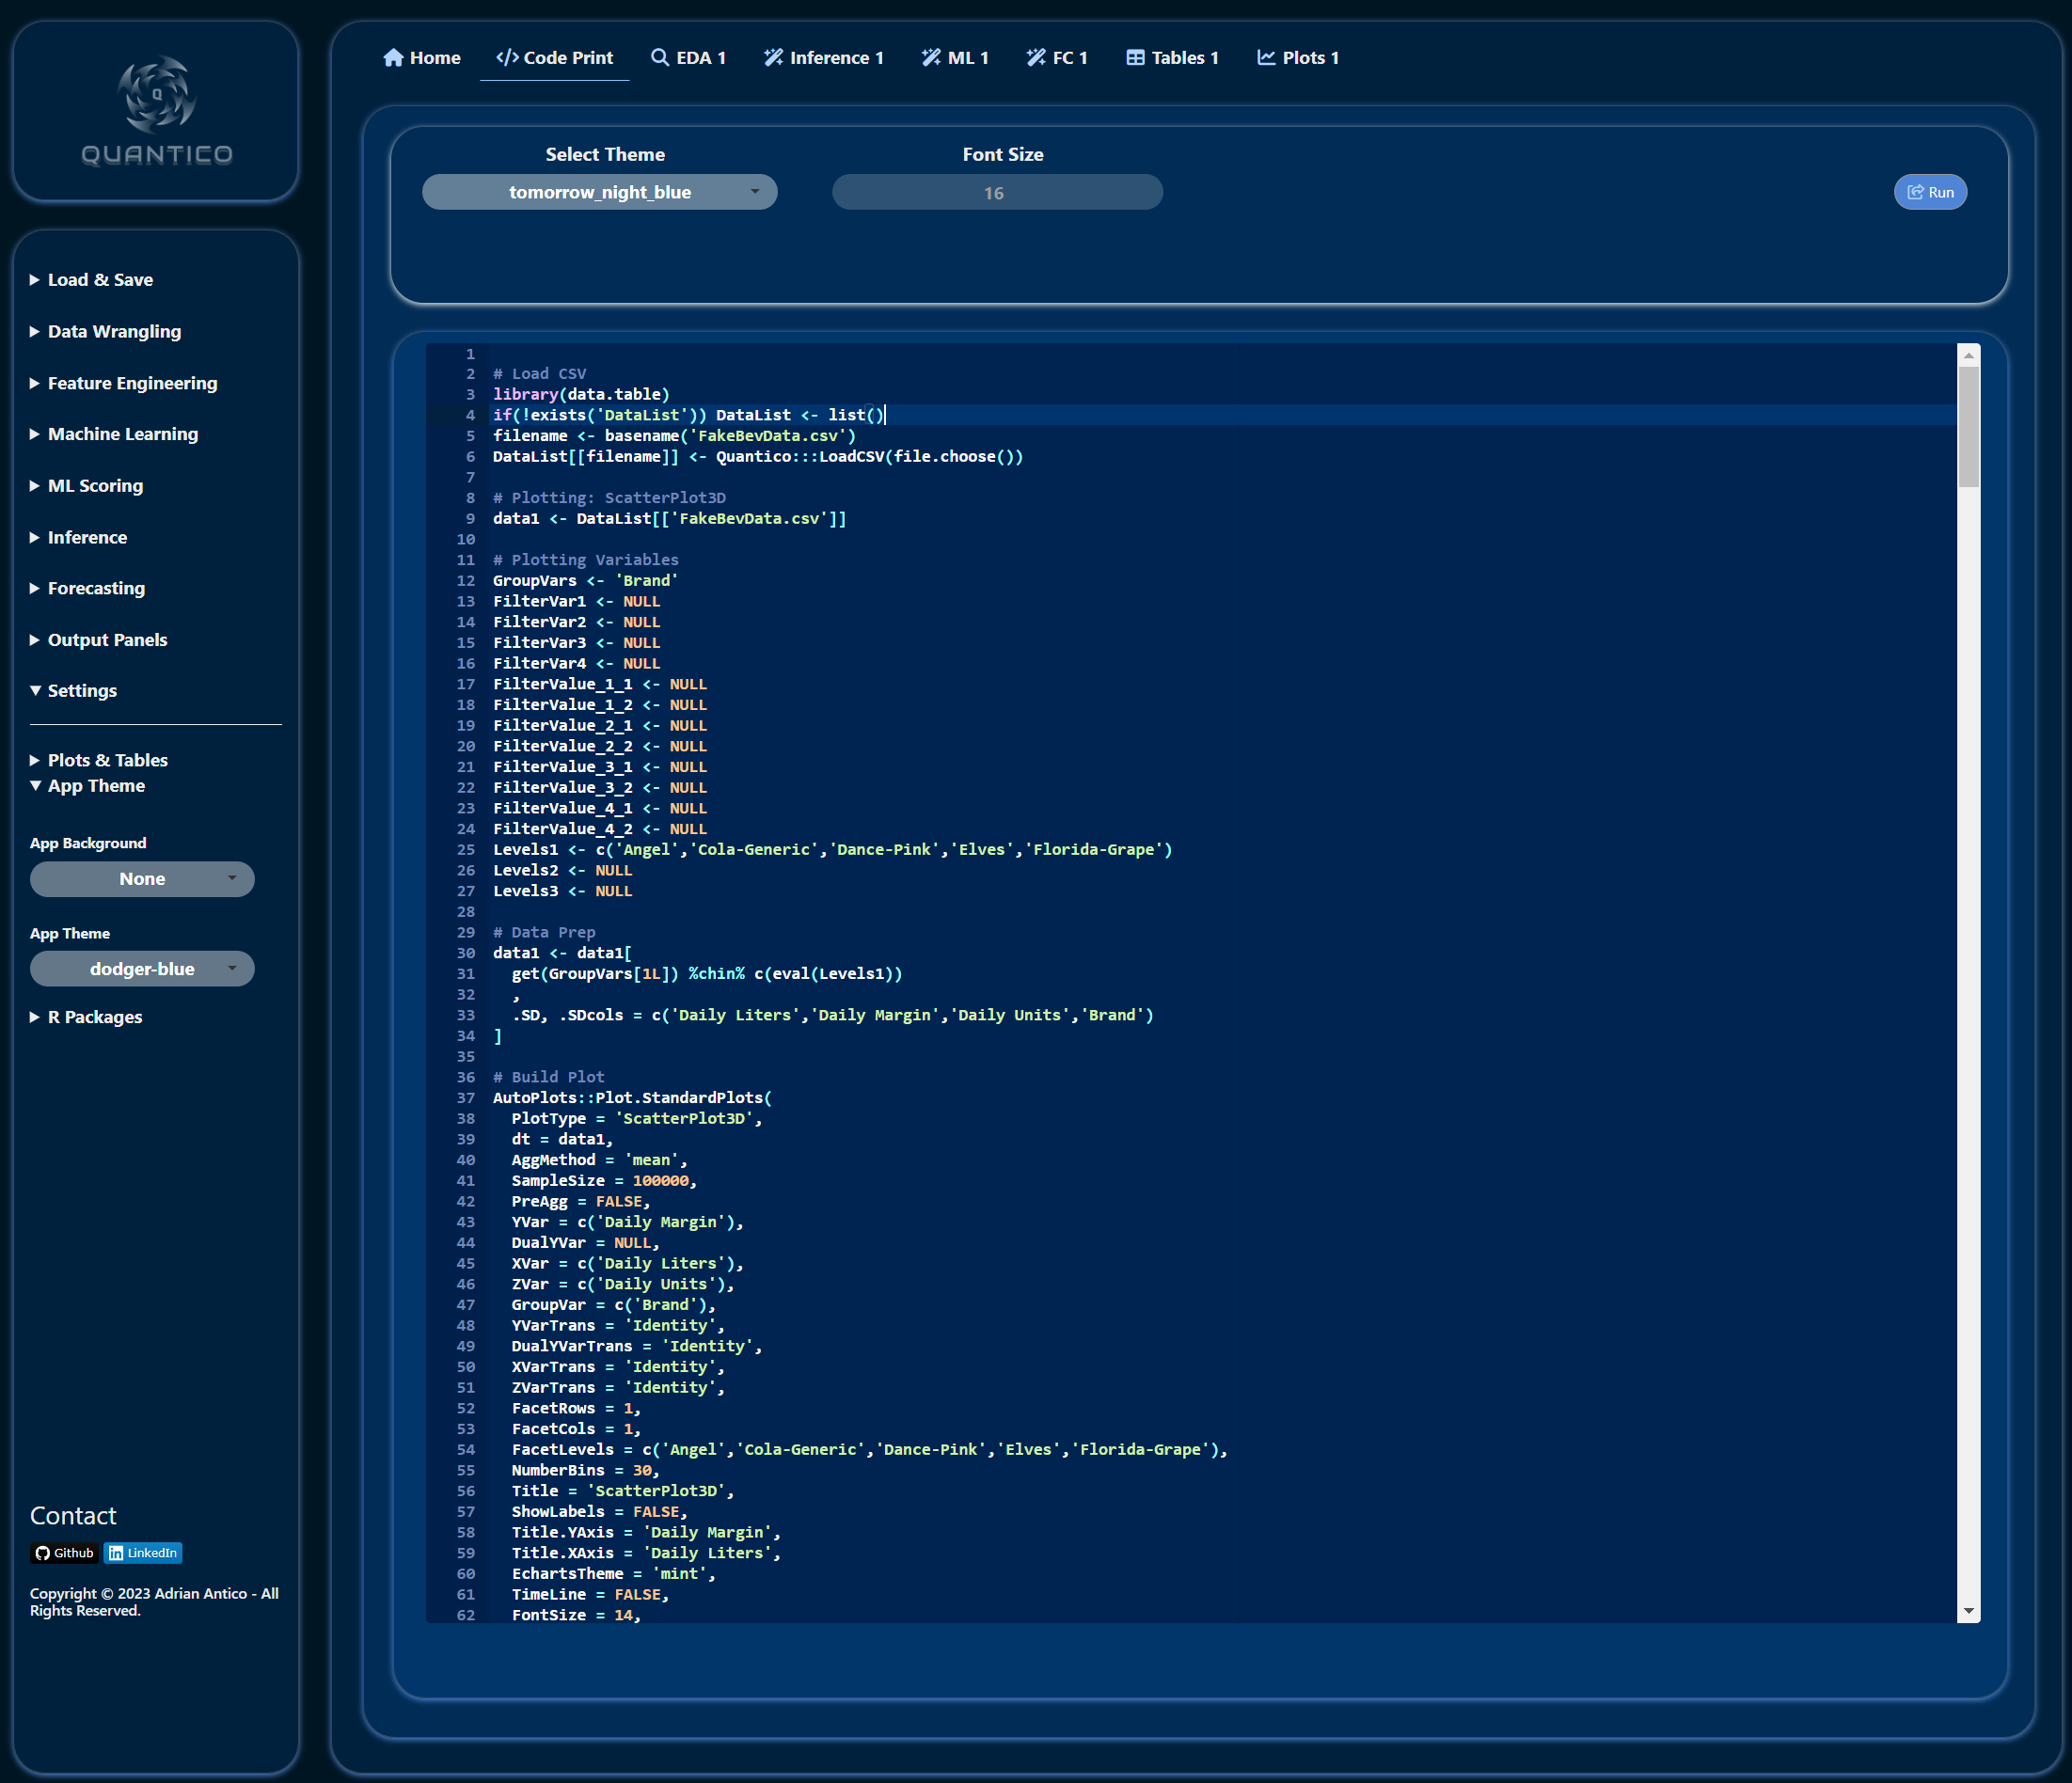 Q
QUANTICO
Load & Save
Data Wrangling
Feature Engineering
Machine Learning
ML Scoring
Inference
Forecasting
Output Panels
Settings
Plots & Tables
App Theme
App Background
None
App Theme
dodger-blue
R Packages
Contact
Github LinkedIn
Copyright © 2023 Adrian Antico - All
Rights Reserved.
Home Code Print EDA 1 Inference 1 ML 1 FC 1 Tables 1 Plots 1
Select Theme Font Size
tomorrow_night_blue 16 Run
1
2 # Load CSV
3 library(data.table)
4 if(!exists('DataList')) DataList <- list()
5 filename <- basename('FakeBevData.csv')
6 DataList[[filename]] <- Quantico:::LoadCSV(file.choose())
7
8 # Plotting: ScatterPlot3D
9 data1 <- DataList[['FakeBevData.csv']]
10
11 # Plotting Variables
12 GroupVars <- 'Brand'
13 FilterVar1 <- NULL
14 FilterVar2 <- NULL
15 FilterVar3 <- NULL
16 FilterVar4 <- NULL
17 FilterValue_1_1 <- NULL
18 FilterValue_1_2 <- NULL
19 FilterValue_2_1 <- NULL
20 FilterValue_2_2 <- NULL
21 FilterValue_3_1 <- NULL
22 FilterValue_3_2 <- NULL
23 FilterValue_4_1 <- NULL
24 FilterValue_4_2 <- NULL
25 Levels1 <- c('Angel','Cola-Generic','Dance-Pink','Elves','Florida-Grape')
26 Levels2 <- NULL
27 Levels3 <- NULL
28
29 # Data Prep
30 data1 <- data1[
31 get(GroupVars[1L]) %chin% c(eval(Levels1))
32 ,
33 .SD, .SDcols = c('Daily Liters','Daily Margin','Daily Units','Brand')
34 ]
35
36 # Build Plot
37 AutoPlots::Plot.StandardPlots(
38 PlotType = 'ScatterPlot3D',
39 dt = data1,
40 AggMethod = 'mean',
41 SampleSize = 100000,
42 PreAgg = FALSE,
43 YVar = c('Daily Margin'),
44 DualYVar = NULL,
45 XVar = c('Daily Liters'),
46 ZVar = c('Daily Units'),
47 GroupVar = c('Brand'),
48 YVarTrans = 'Identity',
49 DualYVarTrans = 'Identity',
50 XVarTrans = 'Identity',
51 ZVarTrans = 'Identity',
52 FacetRows = 1,
53 FacetCols = 1,
54 FacetLevels = c('Angel','Cola-Generic','Dance-Pink','Elves','Florida-Grape'),
55 NumberBins = 30,
56 Title = 'ScatterPlot3D',
57 ShowLabels = FALSE,
58 Title.YAxis = 'Daily Margin',
59 Title.XAxis = 'Daily Liters',
60 EchartsTheme = 'mint',
61 TimeLine = FALSE,
62 FontSize = 14,